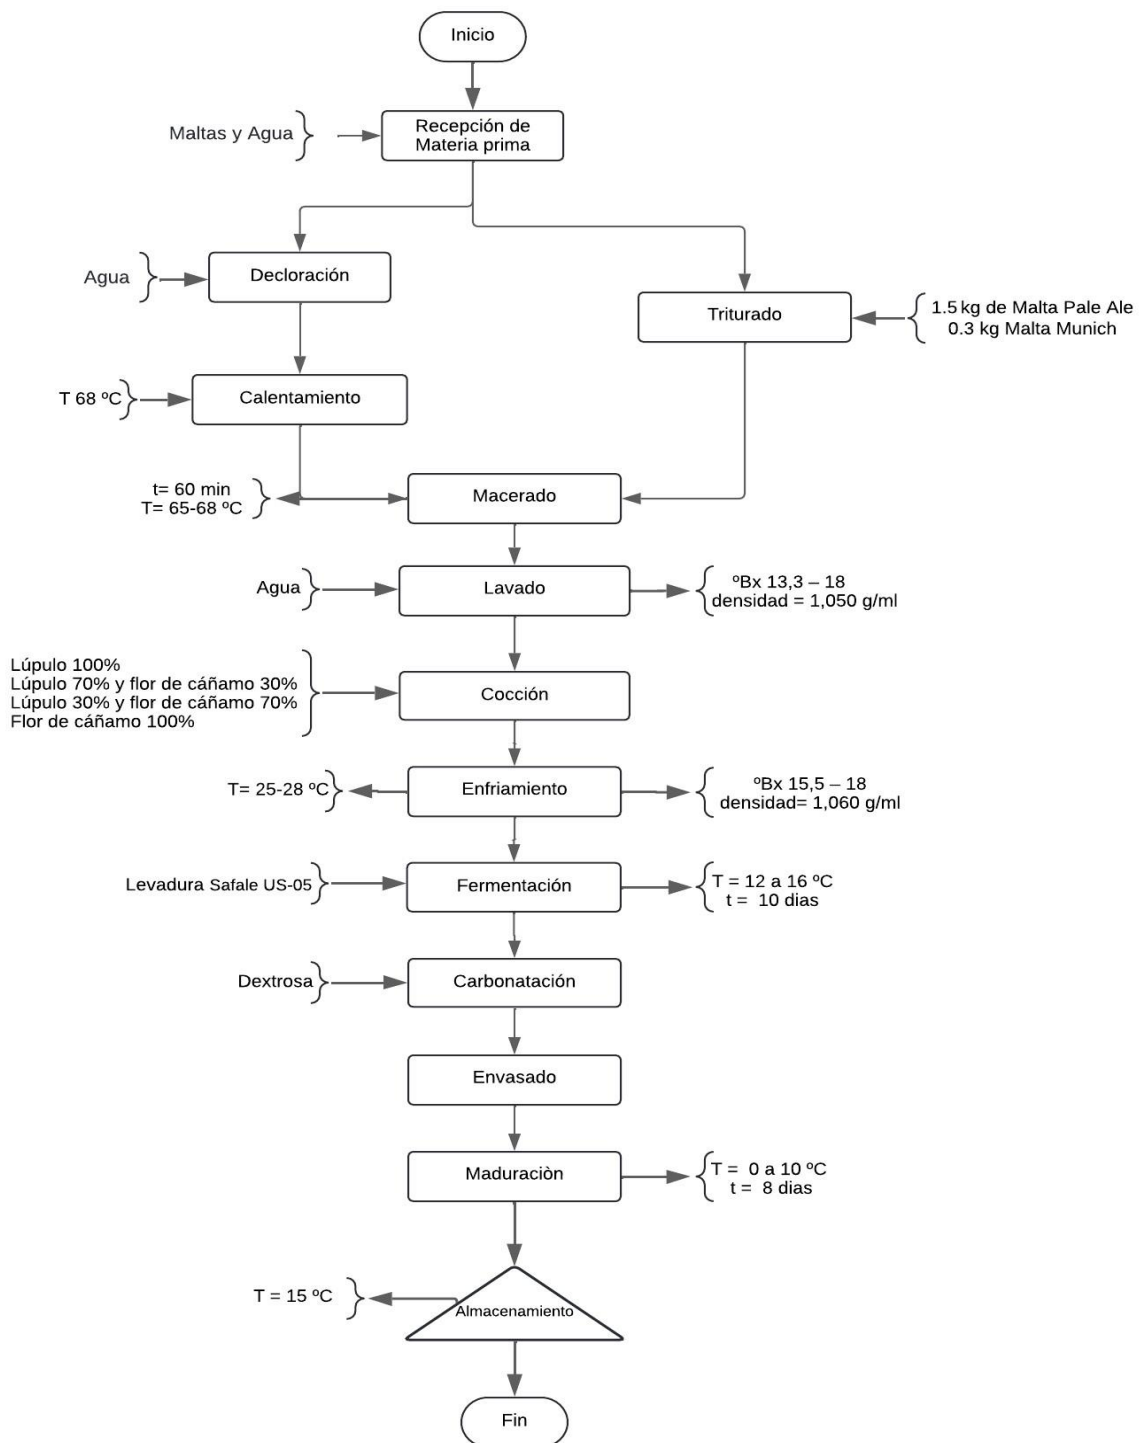 Inicio
Maltas y Agua
Recepción de
Materia prima
Agua
Decloración
Triturado
1.5 kg de Malta Pale Ale
0.3 kg Malta Munich
T 68 ºC
Calentamiento
t= 60 min
T= 65-68 ºC
Macerado
Agua
Lavado
ºBx 13,3 – 18
densidad = 1,050 g/ml
Lúpulo 100%
Lúpulo 70% y flor de cáñamo 30%
Lúpulo 30% y flor de cáñamo 70%
Flor de cáñamo 100%
Cocción
T= 25-28 ºC
Enfriamiento
ºBx 15,5 – 18
densidad= 1,060 g/ml
Levadura Safale US-05
Fermentación
T = 12 a 16 ºC
t = 10 dias
Dextrosa
Carbonatación
Envasado
Maduraciòn
T = 0 a 10 ºC
t = 8 dias
T = 15 ºC
Almacenamiento
Fin